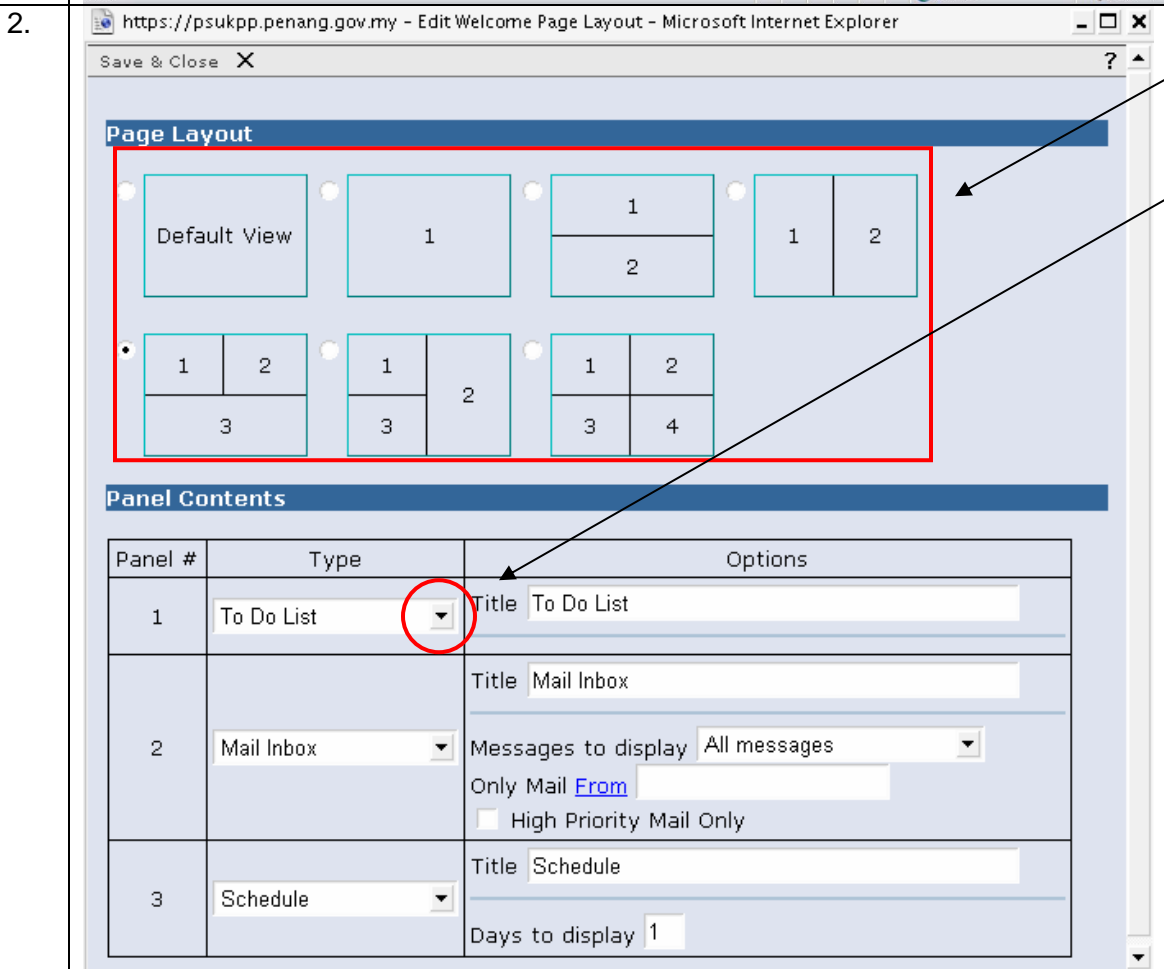 2.
https://psukpp.penang.gov.my - Edit Welcome Page Layout - Microsoft Internet Explorer
Save & Close X ?
Page Layout
Default View 1 1 2 1 2
1 2 3 1 2 3 1 2 3 4
Panel Contents
Panel # Type Options
1 To Do List Title To Do List
2 Mail Inbox Title Mail Inbox
Messages to display All messages
Only Mail From
High Priority Mail Only
3 Schedule Title Schedule
Days to display 1